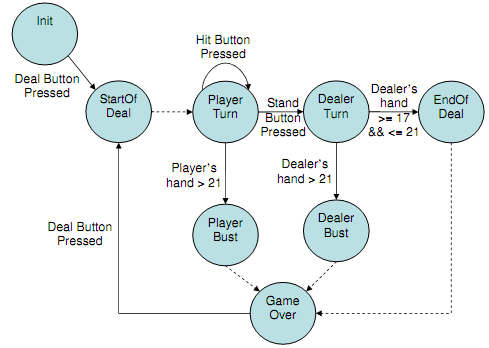 Init
Deal Button
Pressed
StartOf
Deal
Hit Button
Pressed
Player
Turn
Stand
Button
Pressed
Dealer
Turn
Dealer's
hand
>= 17
&& <= 21
EndOf
Deal
Player's
hand > 21
Dealer's
hand > 21
Player
Bust
Dealer
Bust
Deal Button
Pressed
Game
Over